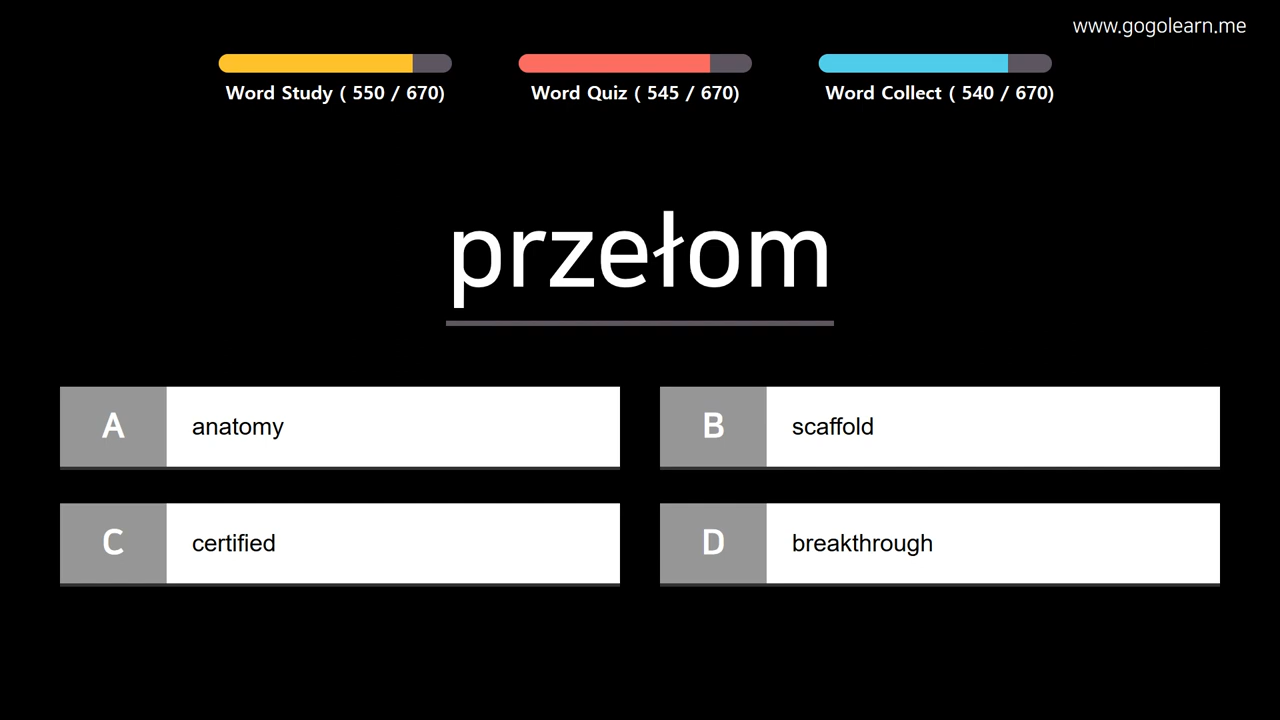 www.gogolearn.me
Word Study ( 550 / 670)
Word Quiz ( 545 / 670)
Word Collect ( 540 / 670)
przełom
A anatomy
B scaffold
C certified
D breakthrough